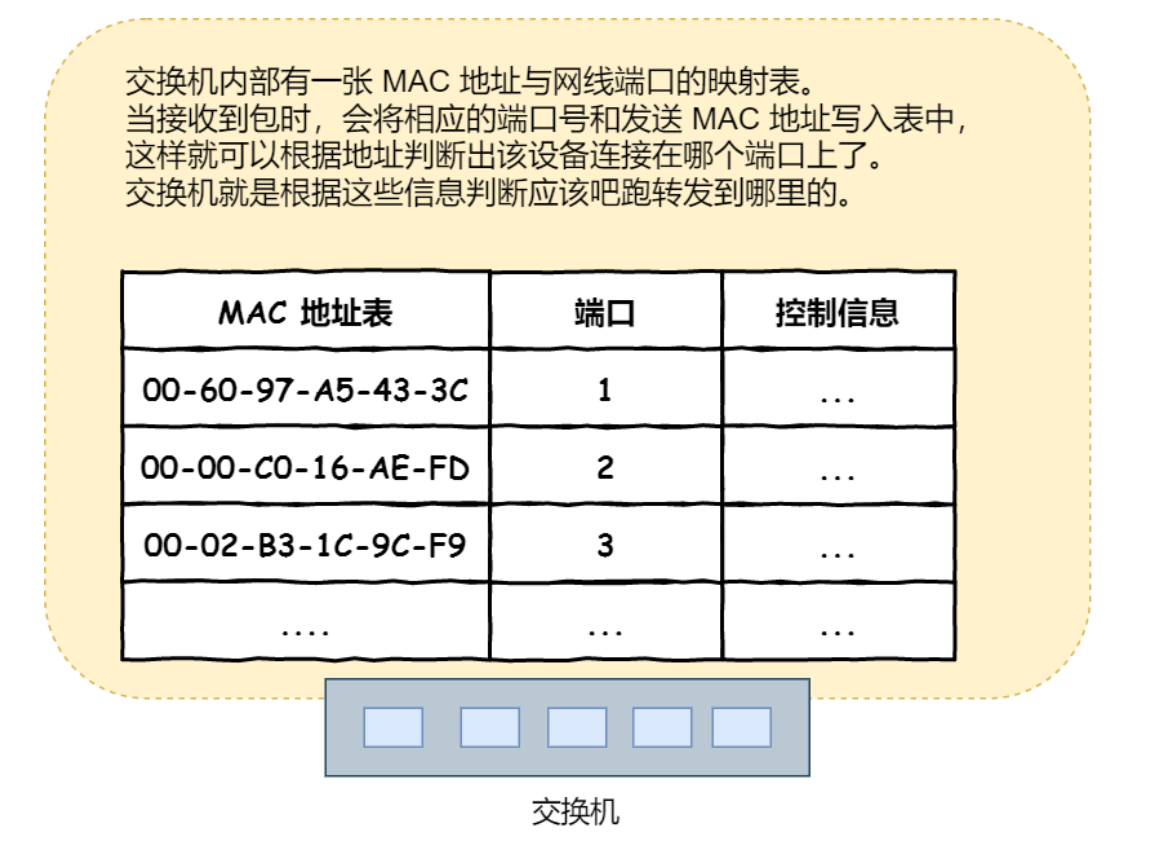 交换机内部有一张 MAC 地址与网线端口的映射表。
当接收到包时，会将相应的端口号和发送 MAC 地址写入表中，
这样就可以根据地址判断出该设备连接在哪个端口上了。
交换机就是根据这些信息判断应该吧跑转发到哪里的。
MAC 地址表 端口 控制信息
00-60-97-A5-43-3C 1 ...
00-00-C0-16-AE-FD 2 ...
00-02-B3-1C-9C-F9 3 ...
.... ... ...
交换机